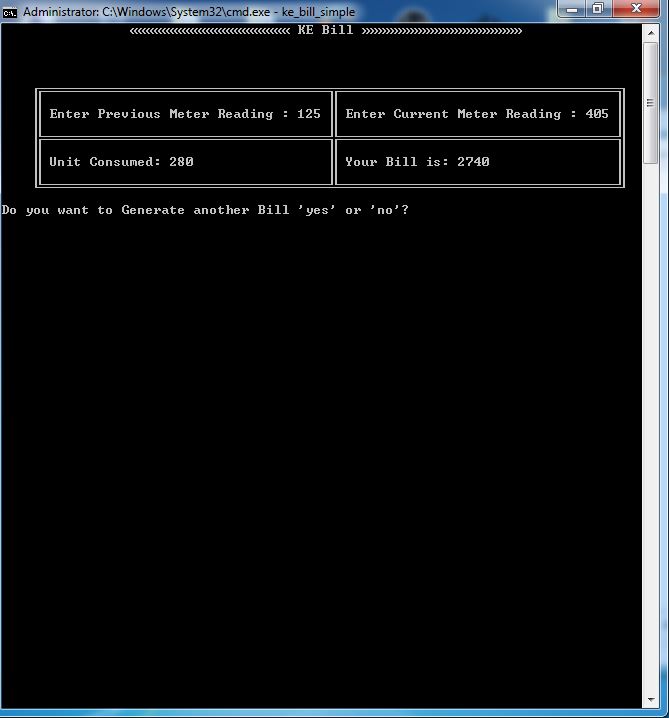 Administrator: C:\Windows\System32\cmd.exe - ke_bill_simple
««««««««««««««««««««« KE Bill »»»»»»»»»»»»»»»»»»»»»
Enter Previous Meter Reading : 125 Enter Current Meter Reading : 405
Unit Consumed: 280 Your Bill is: 2740
Do you want to Generate another Bill 'yes' or 'no'?